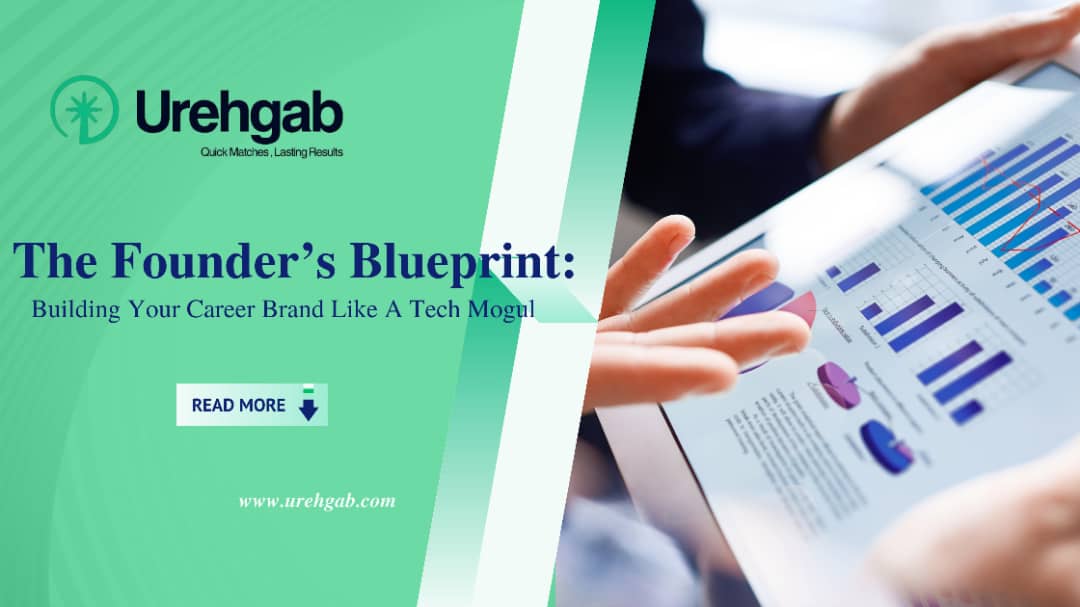 Urehgab
Quick Matches, Lasting Results
The Founder’s Blueprint:
Building Your Career Brand Like A Tech Mogul
READ MORE
www.urehgab.com